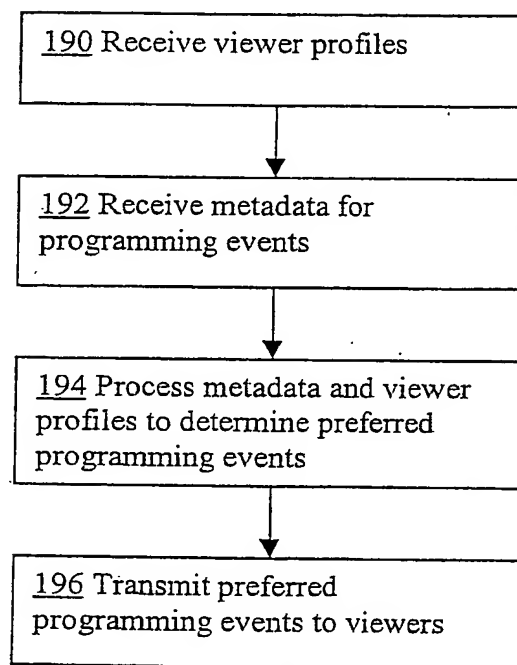 190 Receive viewer profiles
192 Receive metadata for
programming events
194 Process metadata and viewer
profiles to determine preferred
programming events
196 Transmit preferred
programming events to viewers